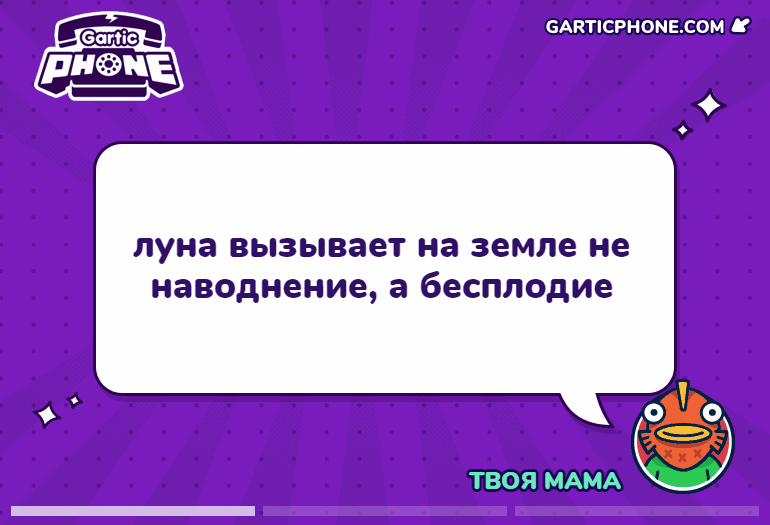 Gartic
PHONE
GARTICPHONE.COM
луна вызывает на земле не
наводнение, а бесплодие
ТВОЯ МАМА